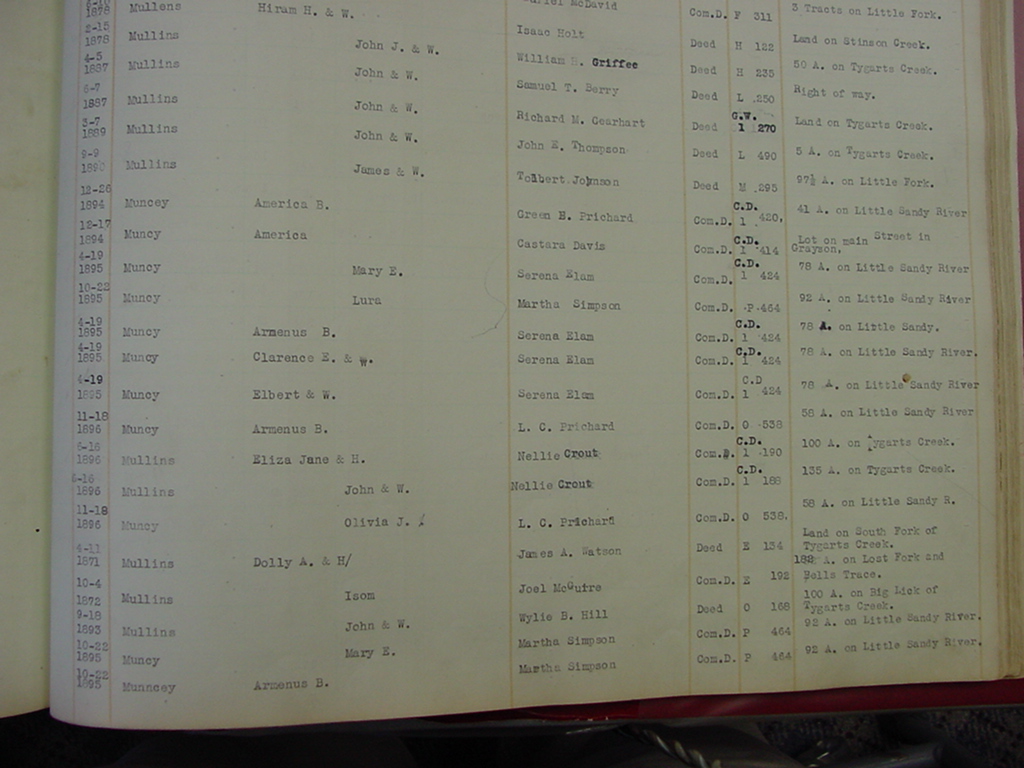 1878 riel McDavid Com.D. F 311 3 Tracts on Little Fork.
Mullens Hiram H. & W. Isaac Holt Deed H 122 Land on Stinson Creek.
2-15
1878 Mullins John J. & W. William H. Griffee Deed H 235 50 A. on Tygarts Creek.
4-5
1887 Mullins John & W. Samuel T. Berry Deed L 250 Right of way.
6-7
1887 Mullins John & W. Richard M. Gearhart Deed G.W. 1 270 Land on Tygarts Creek.
3-7
1889 Mullins John & W. John E. Thompson Deed L 490 5 A. on Tygarts Creek.
9-9
1890 Mullins James & W. Tolbert Johnson Deed M 295 97½ A. on Little Fork.
12-26
1894 Muncey America B. Green B. Prichard Com.D. C.D. 1 420, 41 A. on Little Sandy River
12-17
1894 Muncy America Castara Davis Com.D. C.D. 1 414 Lot on main Street in
Grayson.
4-19
1895 Muncy Mary E. Serena Elam Com.D. C.D. 1 424 78 A. on Little Sandy River
10-22
1895 Muncy Lura Martha Simpson Com.D. P 464 92 A. on Little Sandy River
4-19
1895 Muncy Armenus B. Serena Elam Com.D. C.D. 1 424 78 A. on Little Sandy.
4-19
1895 Muncy Clarence E. & W. Serena Elam Com.D. C.D. 1 424 78 A. on Little Sandy River.
4-19
1895 Muncy Elbert & W. Serena Elam Com.D. C.D 1 424 78 A. on Little Sandy River
11-18
1896 Muncy Armenus B. L. C. Prichard Com.D. O 538 58 A. on Little Sandy River
6-16
1896 Mullins Eliza Jane & H. Nellie Crout Com.D. C.D. 1 190 100 A. on Tygarts Creek.
6-16
1896 Mullins John & W. Nellie Crout Com.D. C.D. 1 188 135 A. on Tygarts Creek.
11-18
1896 Muncy Olivia J. L. C. Prichard Com.D. O 538. 58 A. on Little Sandy R.
4-11
1871 Mullins Dolly A. & H/ James A. Watson Deed E 134 Land on South Fork of
Tygarts Creek.
10-4
1872 Mullins Isom Joel McGuire Com.D. E 192 182 A. on Lost Fork and
Bells Trace.
9-18
1893 Mullins John & W. Wylie B. Hill Deed O 168 100 A. on Big Lick of
Tygarts Creek.
10-22
1895 Muncy Mary E. Martha Simpson Com.D. P 464 92 A. on Little Sandy River.
10-22
1895 Munncey Armenus B. Martha Simpson Com.D. P 464 92 A. on Little Sandy River.